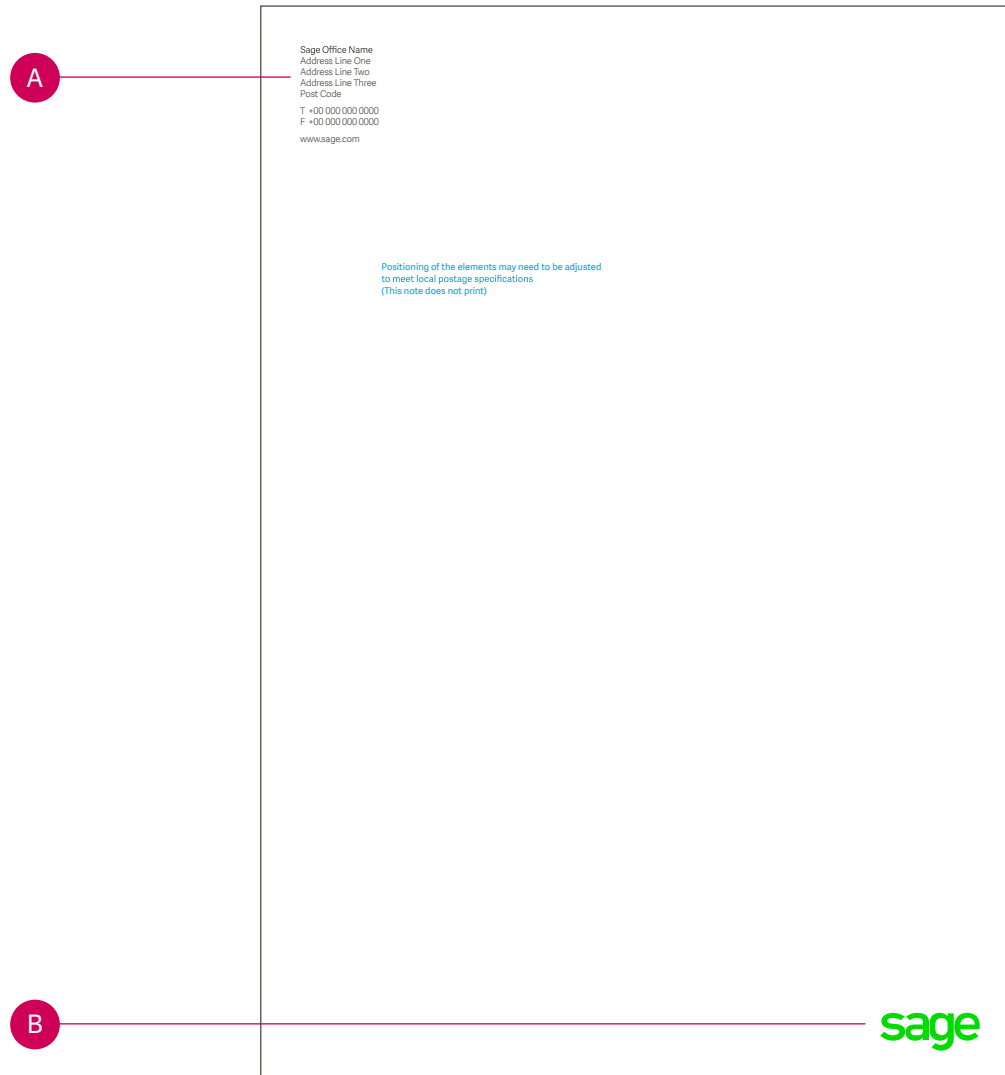 Sage Office Name
A
Address Line One
Address Line Two
Address Line Three
Post Code
T +00 000 000 0000
F +00 000 000 0000
www.sage.com
Positioning of the elements may need to be adjusted
to meet local postage specifications
(This note does not print)
B
sage